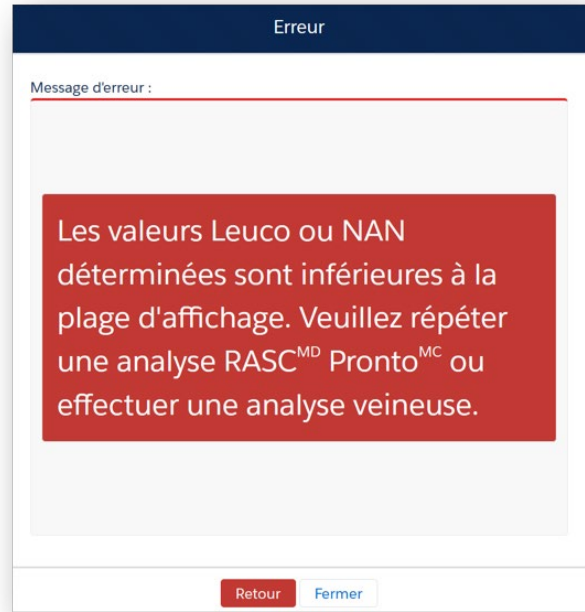 Erreur
Message d'erreur :
Les valeurs Leuco ou NAN
déterminées sont inférieures à la
plage d'affichage. Veuillez répéter
une analyse RASCᴹᴰ Prontoᴹᶜ ou
effectuer une analyse veineuse.
Retour Fermer